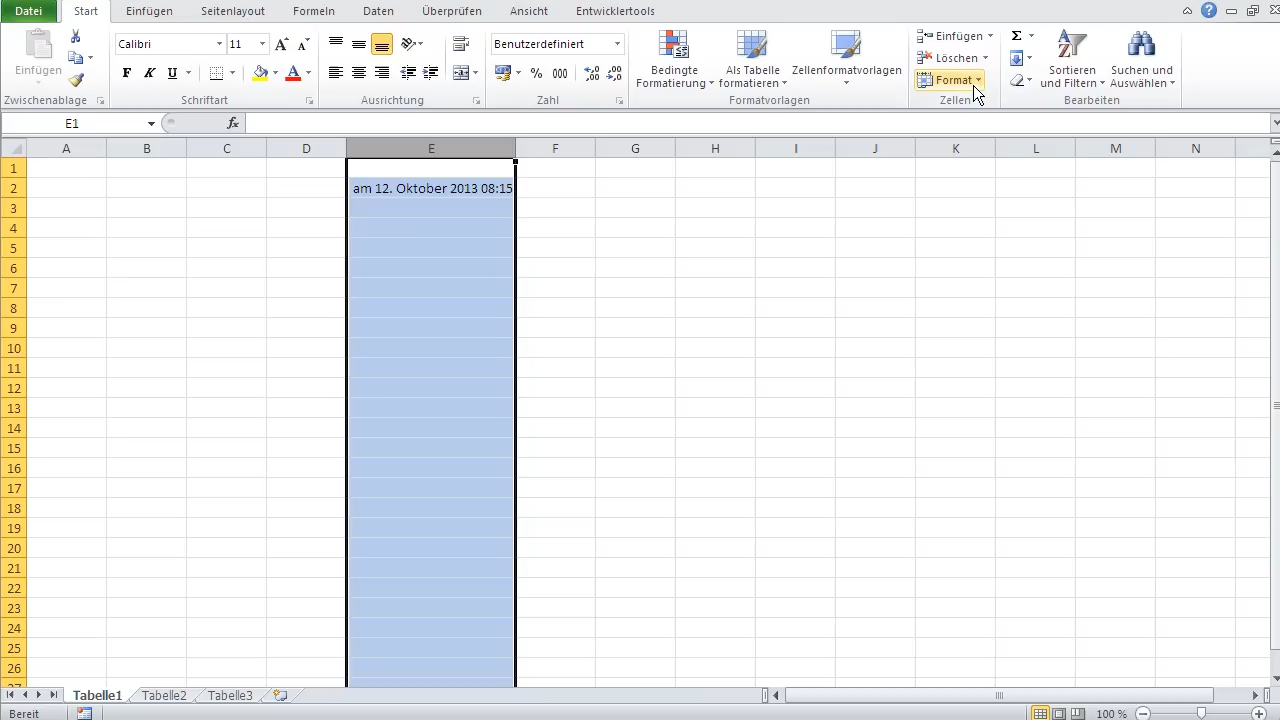 Datei Start Einfügen Seitenlayout Formeln Daten Überprüfen Ansicht Entwicklertools
Einfügen
Zwischenablage
Calibri 11
F K U
Schriftart
Ausrichtung
Benutzerdefiniert
% 000
Zahl
Bedingte Formatierung
Als Tabelle formatieren
Zellenformatvorlagen
Formatvorlagen
Einfügen
Löschen
Format
Zellen
Σ
Sortieren und Filtern
Suchen und Auswählen
Bearbeiten
E1 fx
A B C D E F G H I J K L M N
1
2 am 12. Oktober 2013 08:15
3
4
5
6
7
8
9
10
11
12
13
14
15
16
17
18
19
20
21
22
23
24
25
26
27
Tabelle1 Tabelle2 Tabelle3
Bereit 100 %